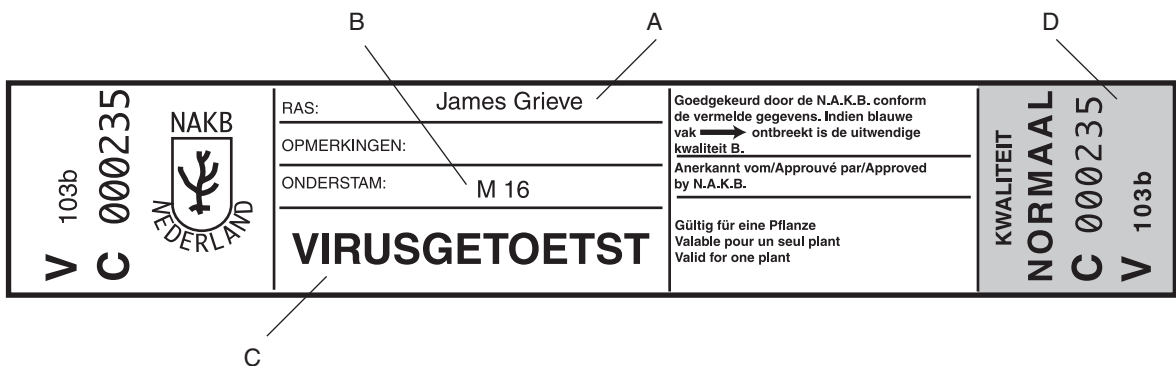 B
A
D
V 103b
C 000235
NAKB
NEDERLAND
RAS: James Grieve
OPMERKINGEN:
ONDERSTAM: M 16
VIRUSGETOETST
Goedgekeurd door de N.A.K.B. conform
de vermelde gegevens. Indien blauwe
vak ontbreekt is de uitwendige
kwaliteit B.
Anerkannt vom/Approuvé par/Approved
by N.A.K.B.
Gültig für eine Pflanze
Valable pour un seul plant
Valid for one plant
KWALITEIT
NORMAAL
C 000235
V 103b
C